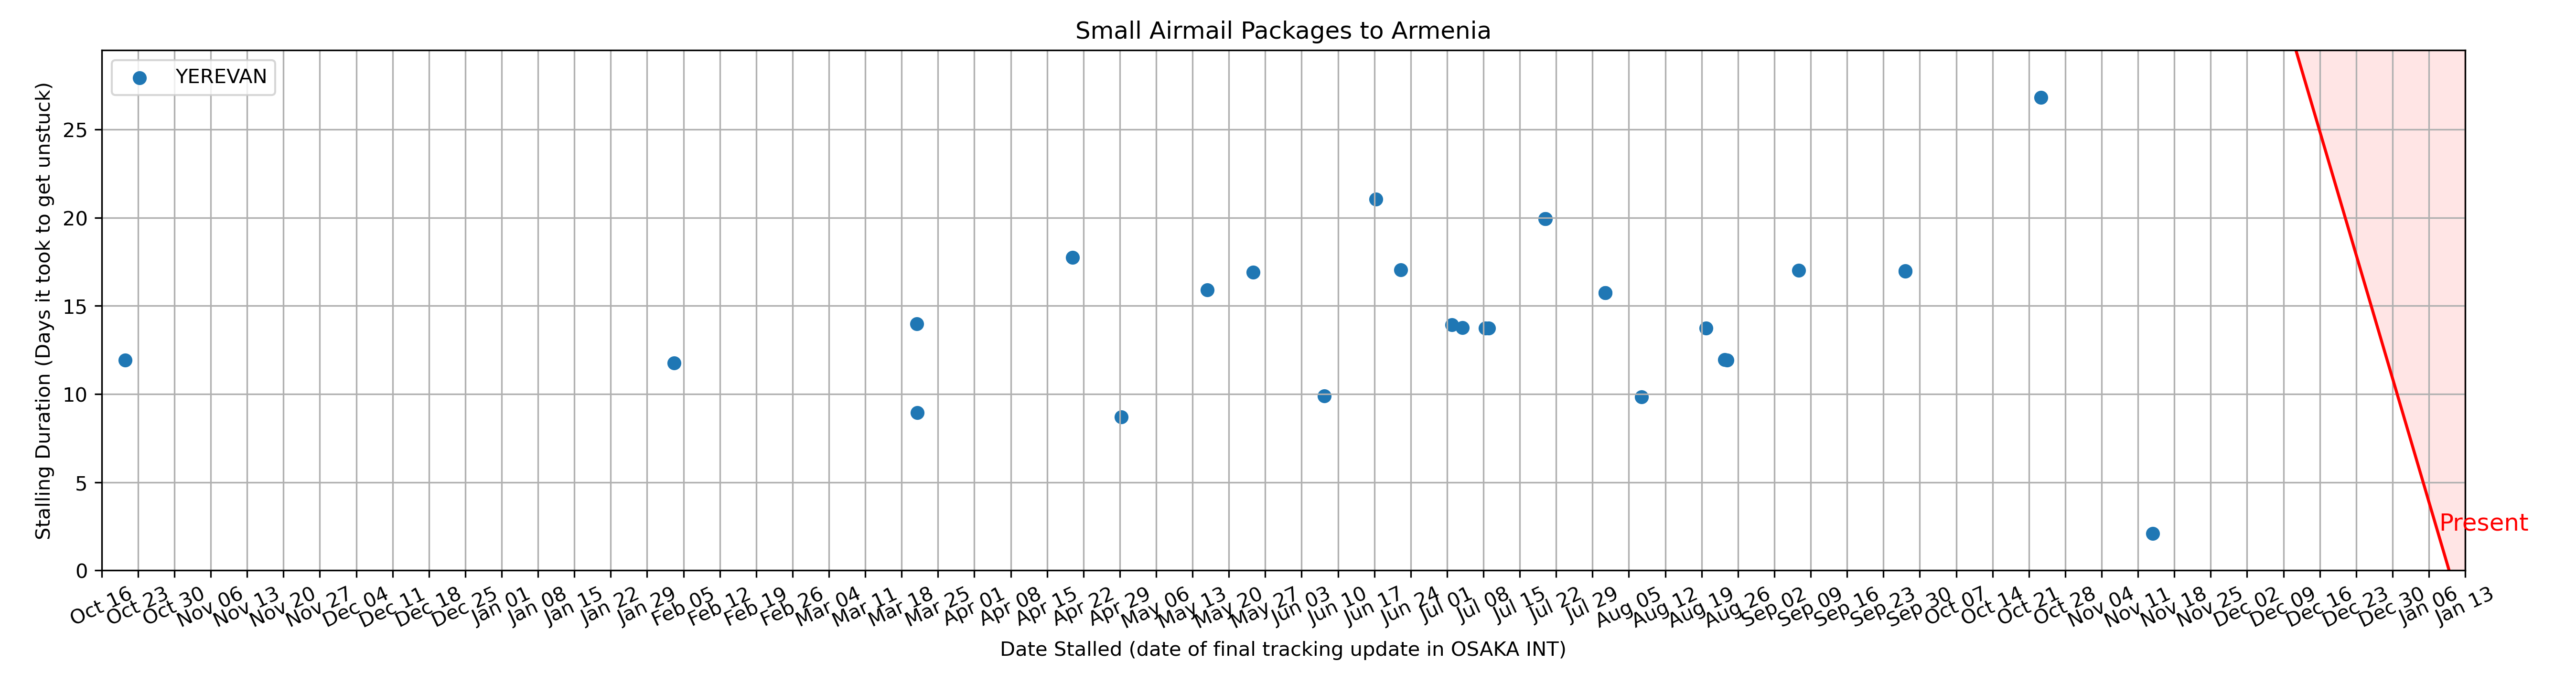 Small Airmail Packages to Armenia
YEREVAN
Stalling Duration (Days it took to get unstuck)
25
20
15
10
5
0
Present
Oct 16
Oct 23
Oct 30
Nov 06
Nov 13
Nov 20
Nov 27
Dec 04
Dec 11
Dec 18
Dec 25
Jan 01
Jan 08
Jan 15
Jan 22
Jan 29
Feb 05
Feb 12
Feb 19
Feb 26
Mar 04
Mar 11
Mar 18
Mar 25
Apr 01
Apr 08
Apr 15
Apr 22
Apr 29
May 06
May 13
May 20
May 27
Jun 03
Jun 10
Jun 17
Jun 24
Jul 01
Jul 08
Jul 15
Jul 22
Jul 29
Aug 05
Aug 12
Aug 19
Aug 26
Sep 02
Sep 09
Sep 16
Sep 23
Sep 30
Oct 07
Oct 14
Oct 21
Oct 28
Nov 04
Nov 11
Nov 18
Nov 25
Dec 02
Dec 09
Dec 16
Dec 23
Dec 30
Jan 06
Jan 13
Date Stalled (date of final tracking update in OSAKA INT)